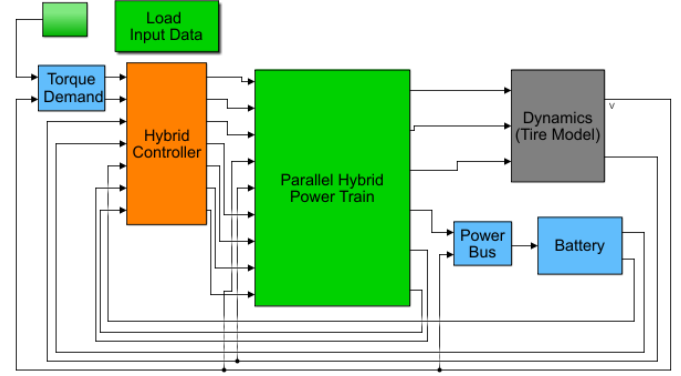 Load
Input Data
Torque
Demand
Hybrid
Controller
Parallel Hybrid
Power Train
Dynamics
(Tire Model)
v
Power
Bus
Battery